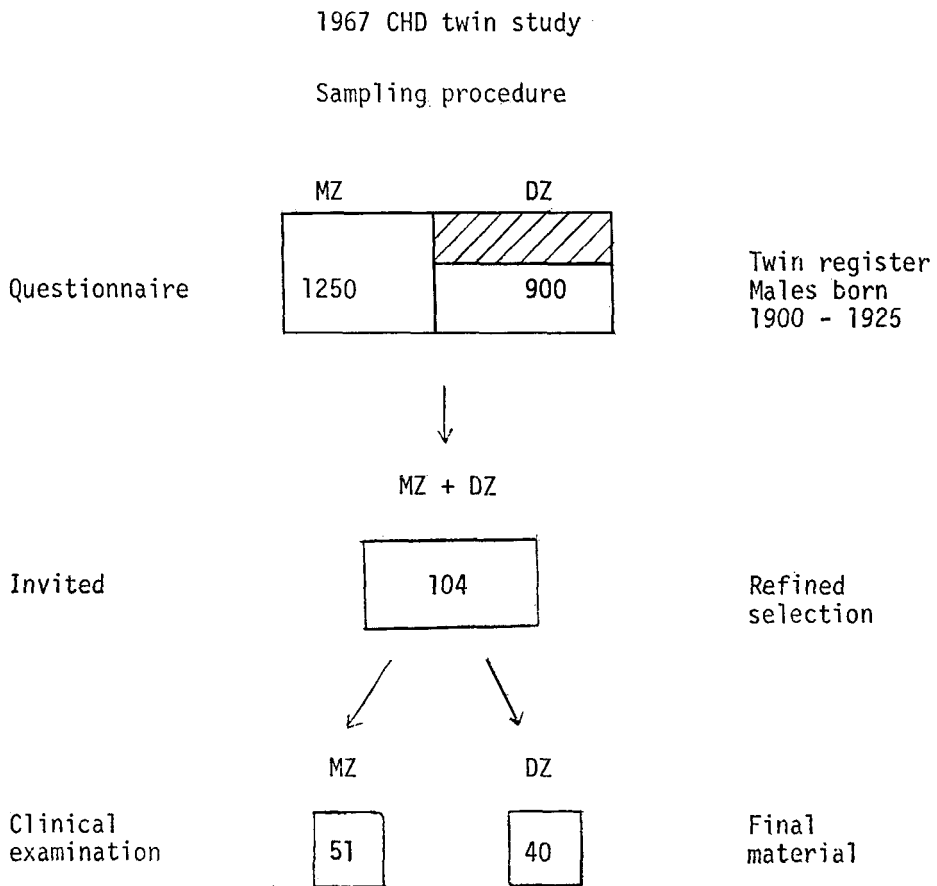 1967 CHD twin study
Sampling procedure
MZ DZ
Questionnaire 1250 900 Twin register
Males born
1900 - 1925
MZ + DZ
Invited 104 Refined
selection
MZ DZ
Clinical
examination 51 40 Final
material